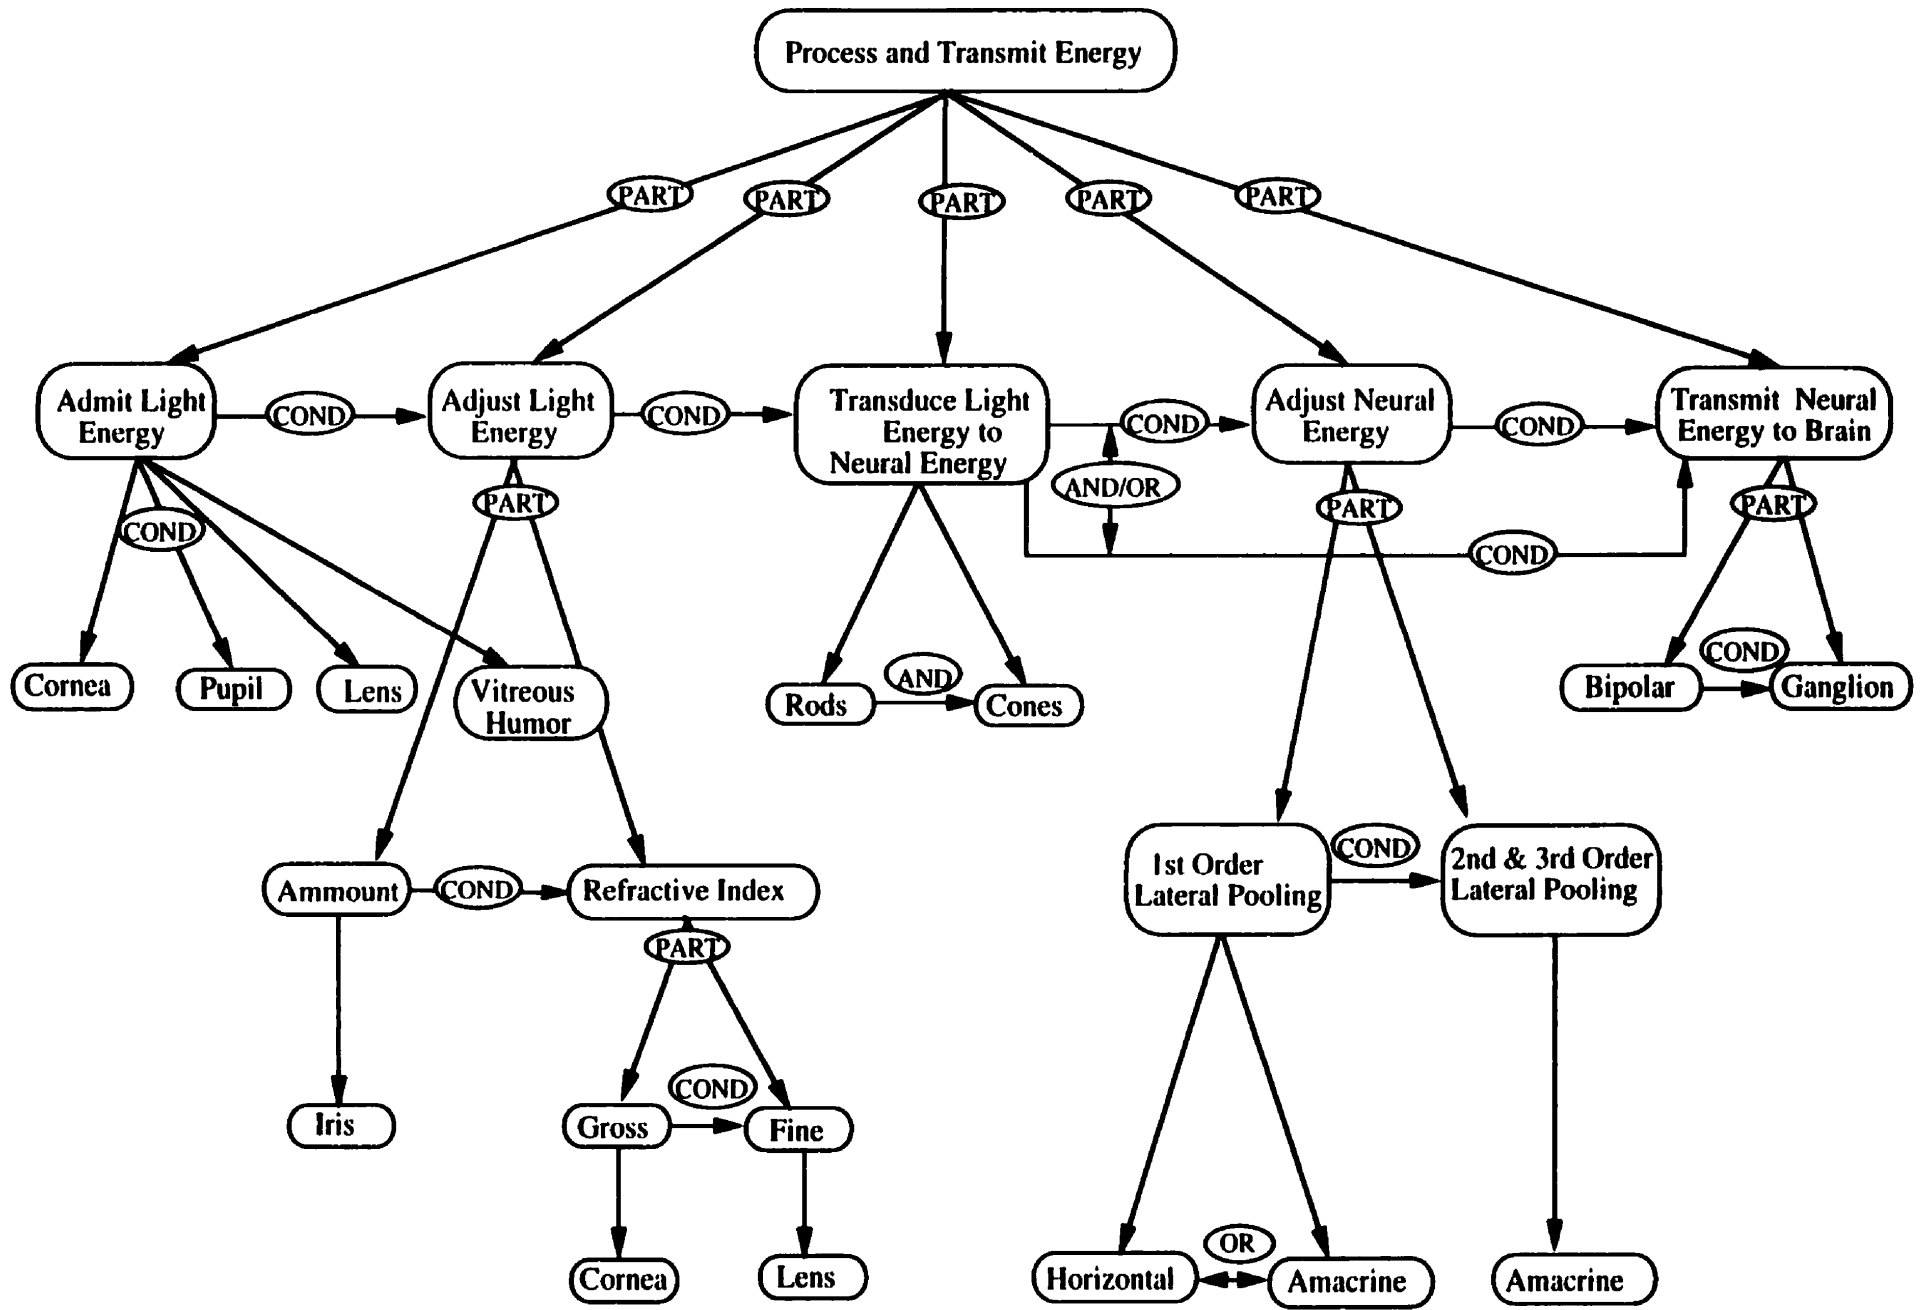 Process and Transmit Energy
PART
PART
PART
PART
PART
Admit Light
Energy
COND
Adjust Light
Energy
COND
Transduce Light
Energy to
Neural Energy
COND
Adjust Neural
Energy
COND
Transmit Neural
Energy to Brain
AND/OR
COND
PART
PART
PART
COND
Cornea
Pupil
Lens
Vitreous
Humor
Rods
AND
Cones
Bipolar
COND
Ganglion
Ammount
COND
Refractive Index
1st Order
Lateral Pooling
COND
2nd & 3rd Order
Lateral Pooling
PART
Iris
Gross
COND
Fine
Cornea
Lens
Horizontal
OR
Amacrine
Amacrine